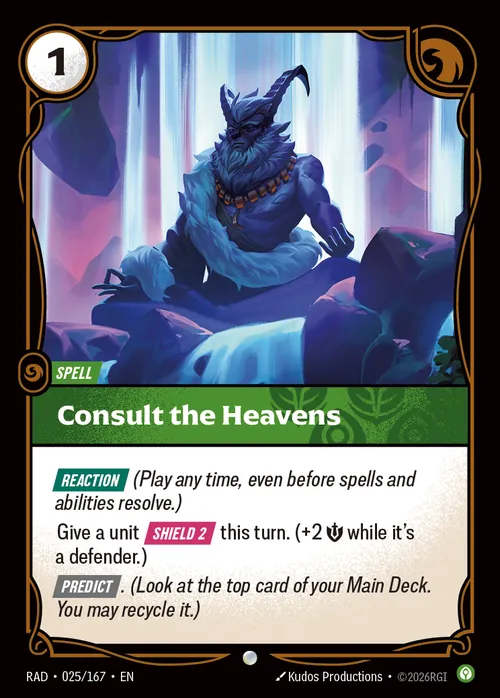 1
SPELL
Consult the Heavens
REACTION (Play any time, even before spells and
abilities resolve.)
Give a unit SHIELD 2 this turn. (+2 while it's
a defender.)
PREDICT. (Look at the top card of your Main Deck.
You may recycle it.)
RAD • 025/167 • EN
Kudos Productions • ©2026RGI